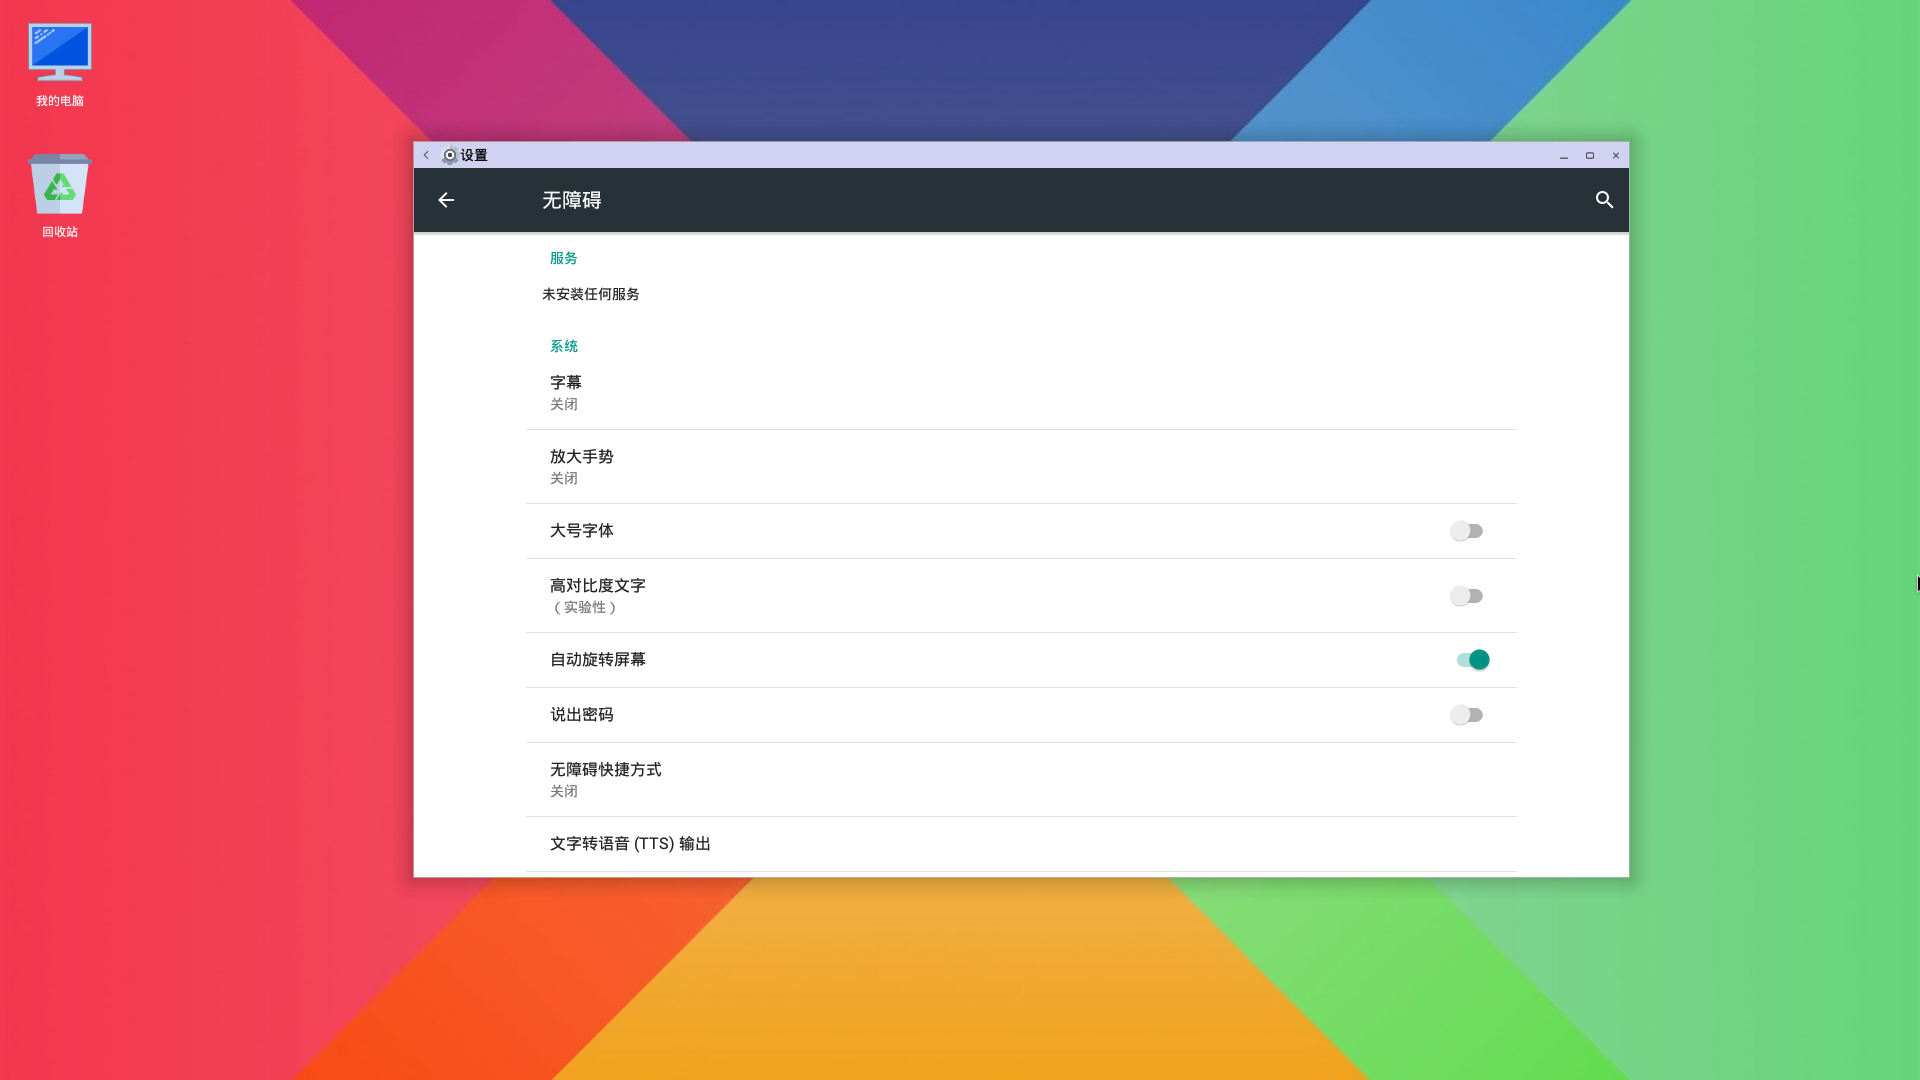 我的电脑
回收站
设置
无障碍
服务
未安装任何服务
系统
字幕
关闭
放大手势
关闭
大号字体
高对比度文字
（实验性）
自动旋转屏幕
说出密码
无障碍快捷方式
关闭
文字转语音 (TTS) 输出